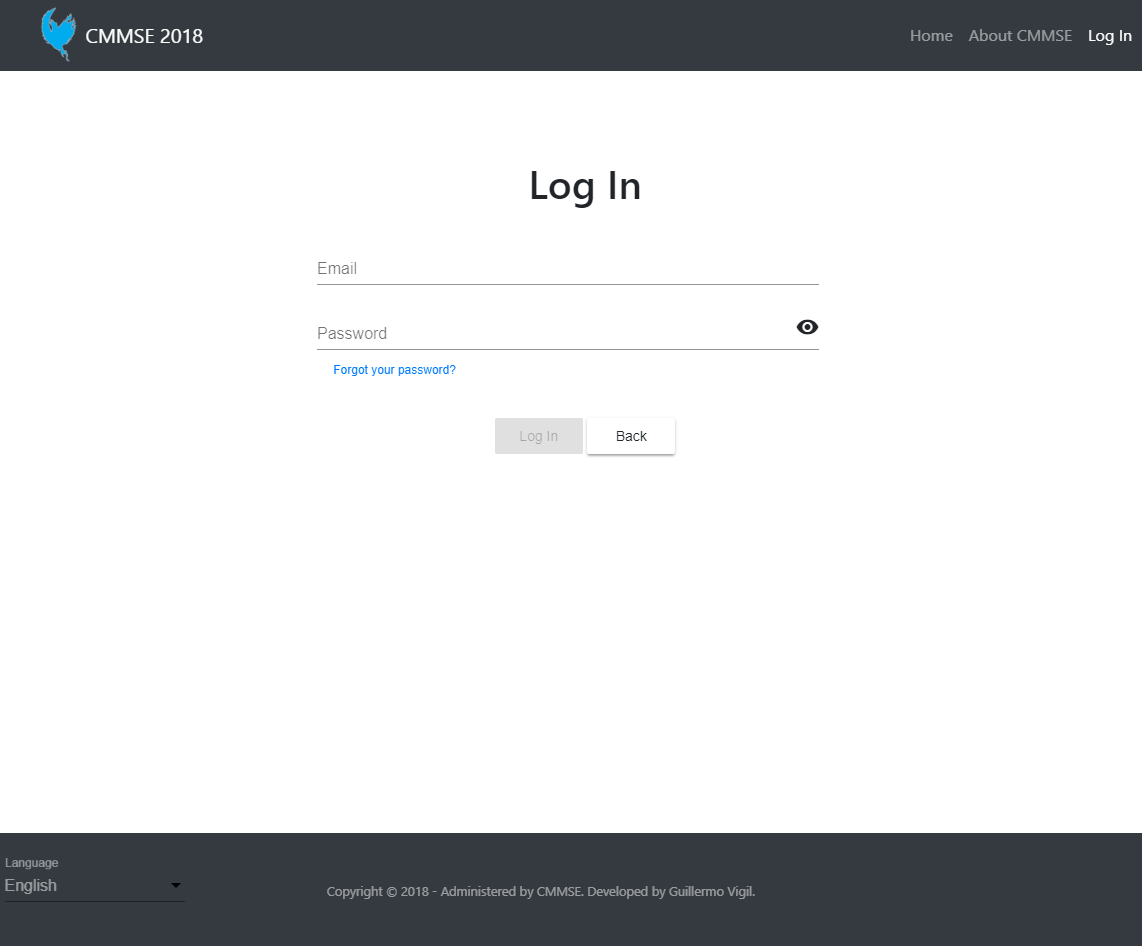 CMMSE 2018
Home About CMMSE Log In
Log In
Email
Password
Forgot your password?
Log In Back
Language
English
Copyright © 2018 - Administered by CMMSE. Developed by Guillermo Vigil.